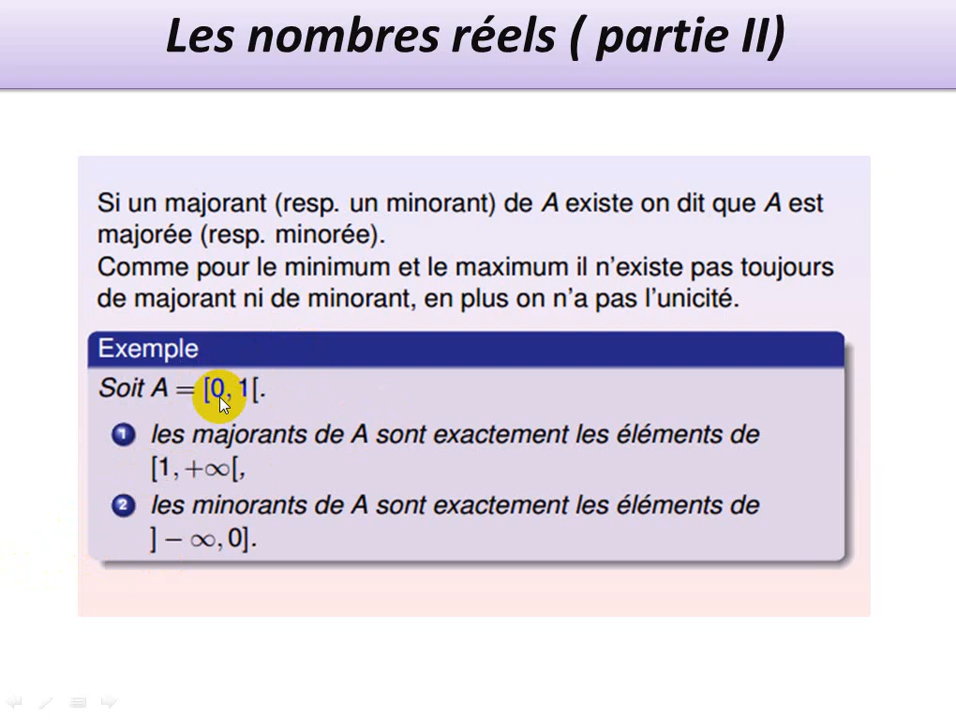 Les nombres réels ( partie II)
Si un majorant (resp. un minorant) de A existe on dit que A est
majorée (resp. minorée).
Comme pour le minimum et le maximum il n'existe pas toujours
de majorant ni de minorant, en plus on n'a pas l'unicité.
Exemple
Soit A = [0, 1[.
1 les majorants de A sont exactement les éléments de
[1, +∞[,
2 les minorants de A sont exactement les éléments de
] − ∞, 0].